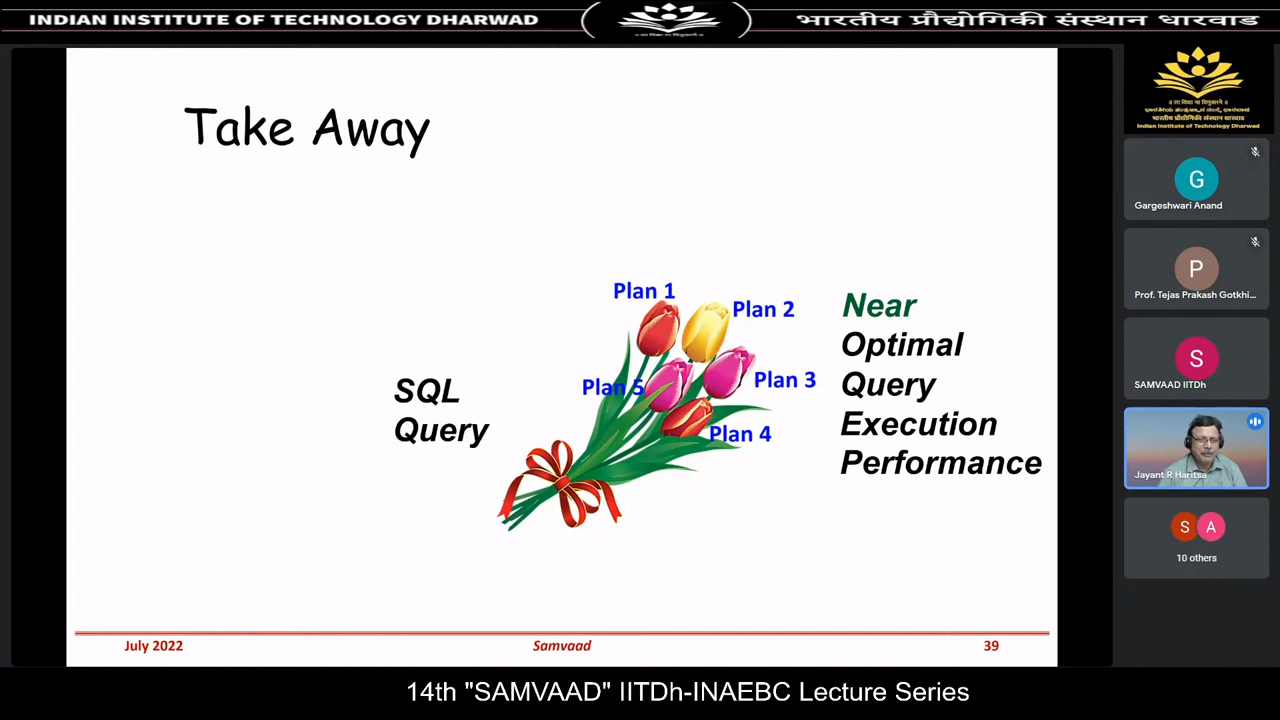 INDIAN INSTITUTE OF TECHNOLOGY DHARWAD
भारतीय प्रौद्योगिकी संस्थान धारवाड
Take Away
Plan 1
Plan 2
Plan 3
Plan 5
Plan 4
SQL
Query
Near
Optimal
Query
Execution
Performance
July 2022
Samvaad
39
भारतीय प्रौद्योगिकी संस्थान धारवाड
Indian Institute of Technology Dharwad
G
Gargeshwari Anand
P
Prof. Tejas Prakash Gotkhi...
S
SAMVAAD IITDh
Jayant R Haritsa
S A
10 others
14th "SAMVAAD" IITDh-INAEBC Lecture Series